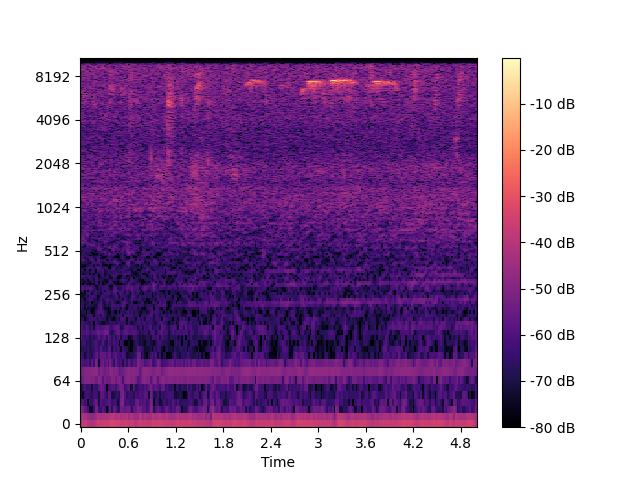 8192
4096
2048
1024
512
256
128
64
0
Hz
0 0.6 1.2 1.8 2.4 3 3.6 4.2 4.8
Time
-10 dB
-20 dB
-30 dB
-40 dB
-50 dB
-60 dB
-70 dB
-80 dB